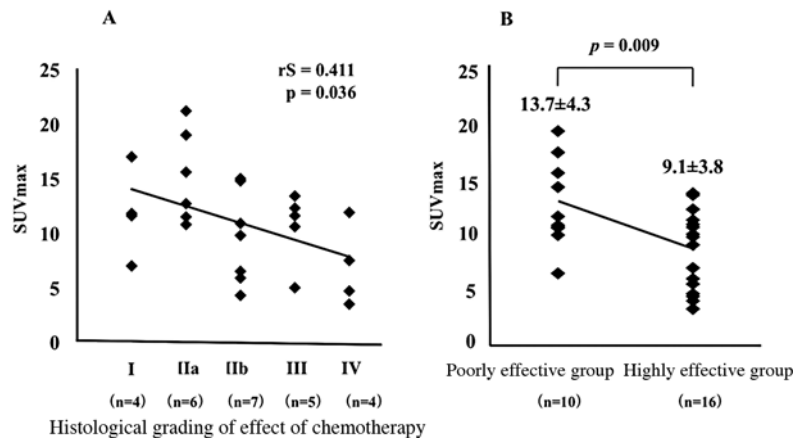 A
rS = 0.411
p = 0.036
25
20
15
10
5
0
SUVmax
I IIa IIb III IV
(n=4) (n=6) (n=7) (n=5) (n=4)
Histological grading of effect of chemotherapy
B
p = 0.009
25
20
15
10
5
0
SUVmax
13.7±4.3
9.1±3.8
Poorly effective group Highly effective group
(n=10) (n=16)